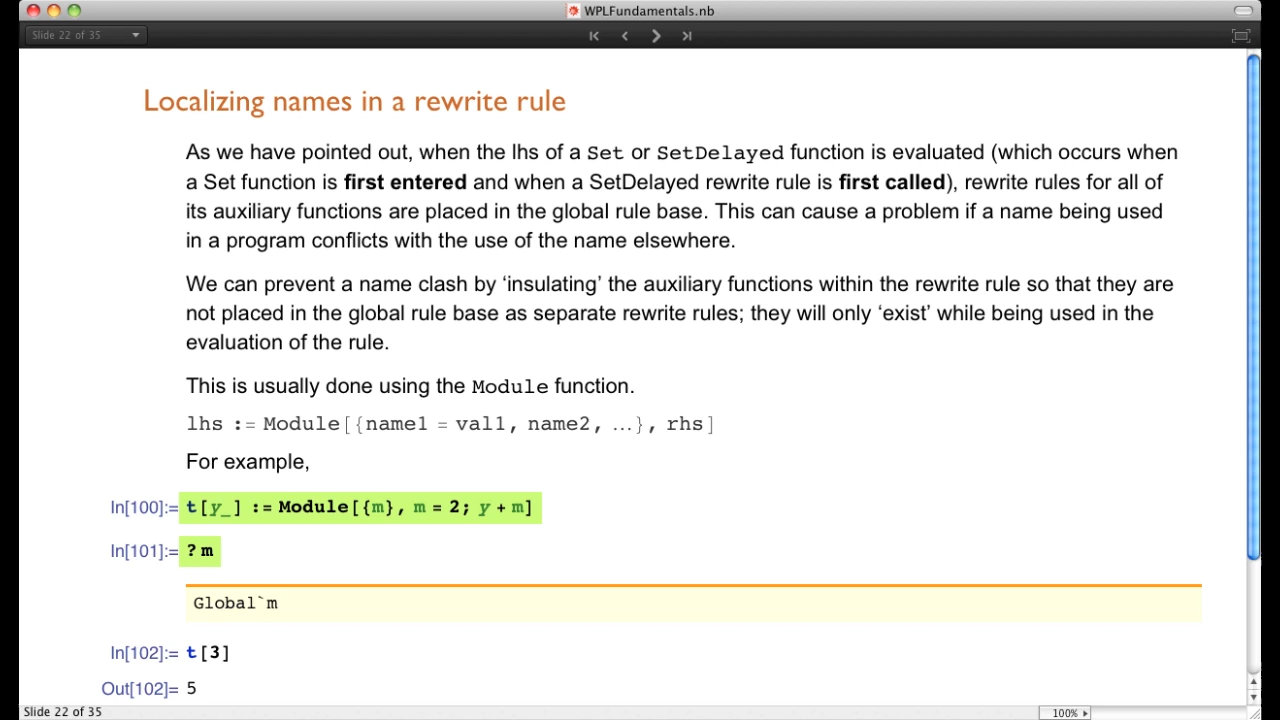 WPLFundamentals.nb
Slide 22 of 35
Localizing names in a rewrite rule
As we have pointed out, when the lhs of a Set or SetDelayed function is evaluated (which occurs when
a Set function is first entered and when a SetDelayed rewrite rule is first called), rewrite rules for all of
its auxiliary functions are placed in the global rule base. This can cause a problem if a name being used
in a program conflicts with the use of the name elsewhere.
We can prevent a name clash by ‘insulating’ the auxiliary functions within the rewrite rule so that they are
not placed in the global rule base as separate rewrite rules; they will only ‘exist’ while being used in the
evaluation of the rule.
This is usually done using the Module function.
lhs := Module[{name1 = val1, name2, …}, rhs]
For example,
In[100]:= t[y_] := Module[{m}, m = 2; y + m]
In[101]:= ? m
Global`m
In[102]:= t[3]
Out[102]= 5
Slide 22 of 35
100%